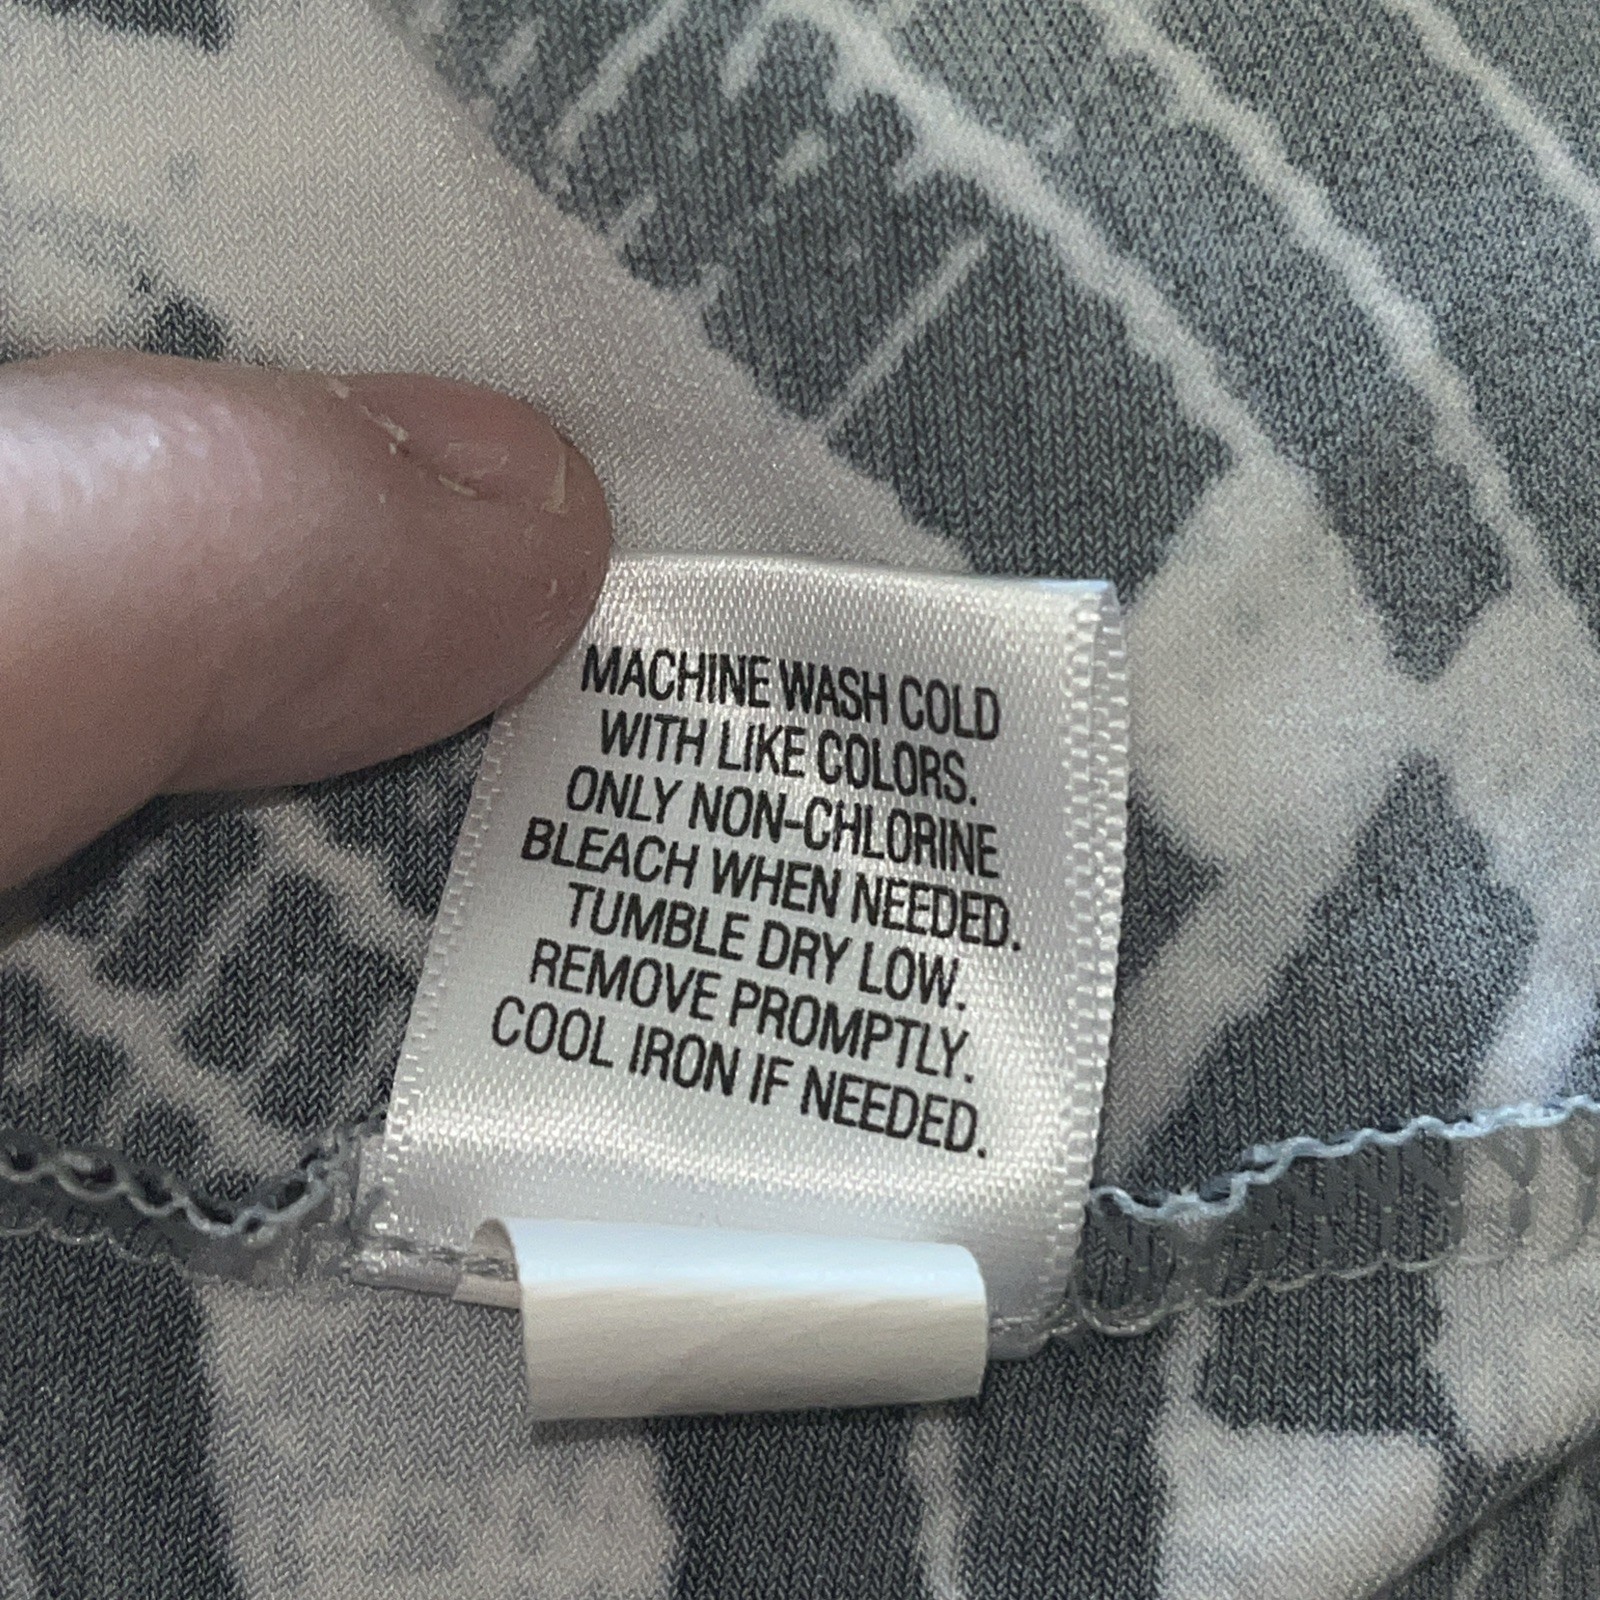 MACHINE WASH COLD
WITH LIKE COLORS.
ONLY NON-CHLORINE
BLEACH WHEN NEEDED.
TUMBLE DRY LOW.
REMOVE PROMPTLY.
COOL IRON IF NEEDED.